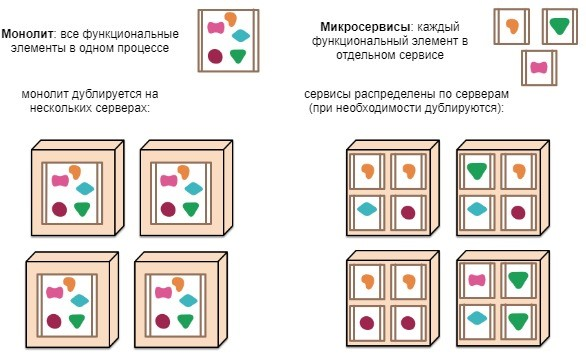 Монолит: все функциональные
элементы в одном процессе
монолит дублируется на
нескольких серверах:
Микросервисы: каждый
функциональный элемент в
отдельном сервисе
сервисы распределены по серверам
(при необходимости дублируются):